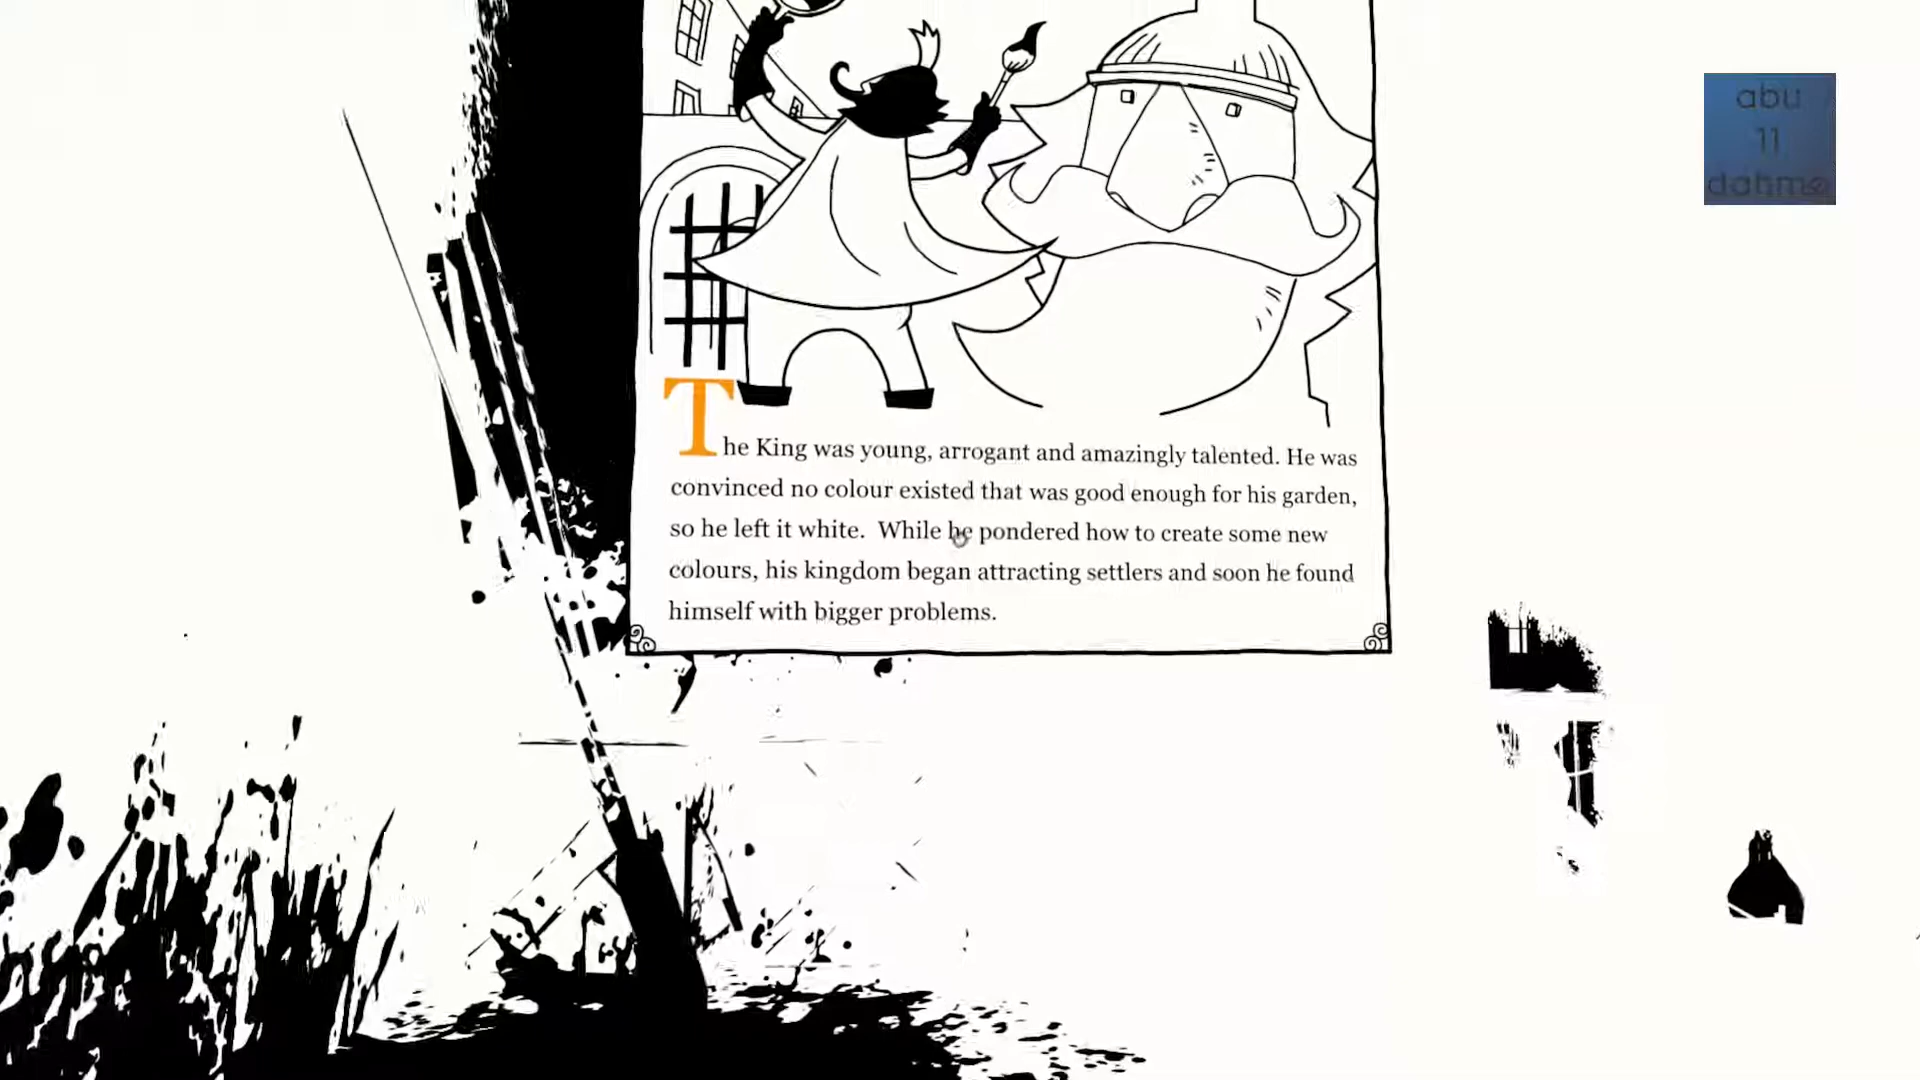 The King was young, arrogant and amazingly talented. He was
convinced no colour existed that was good enough for his garden,
so he left it white. While he pondered how to create some new
colours, his kingdom began attracting settlers and soon he found
himself with bigger problems.
abu
11
dahma